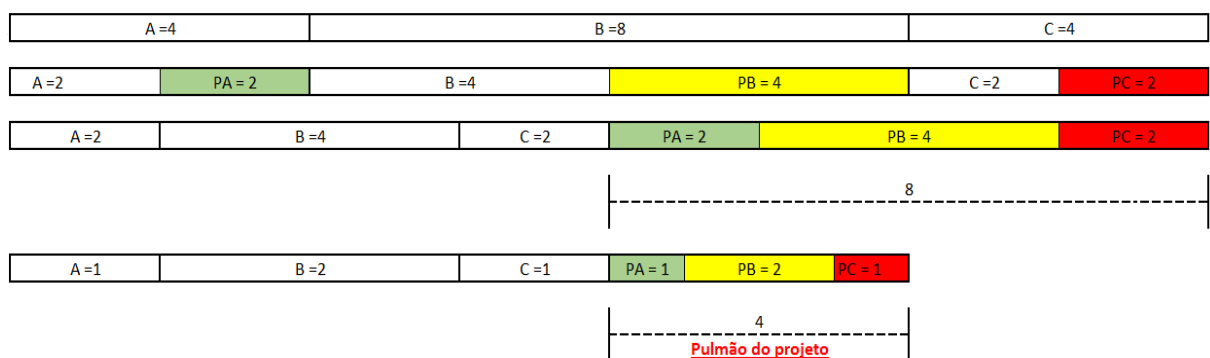 A =4 B =8 C =4
A =2 PA = 2 B =4 PB = 4 C =2 PC = 2
A =2 B =4 C =2 PA = 2 PB = 4 PC = 2
8
A =1 B =2 C =1 PA = 1 PB = 2 PC = 1
4
Pulmão do projeto